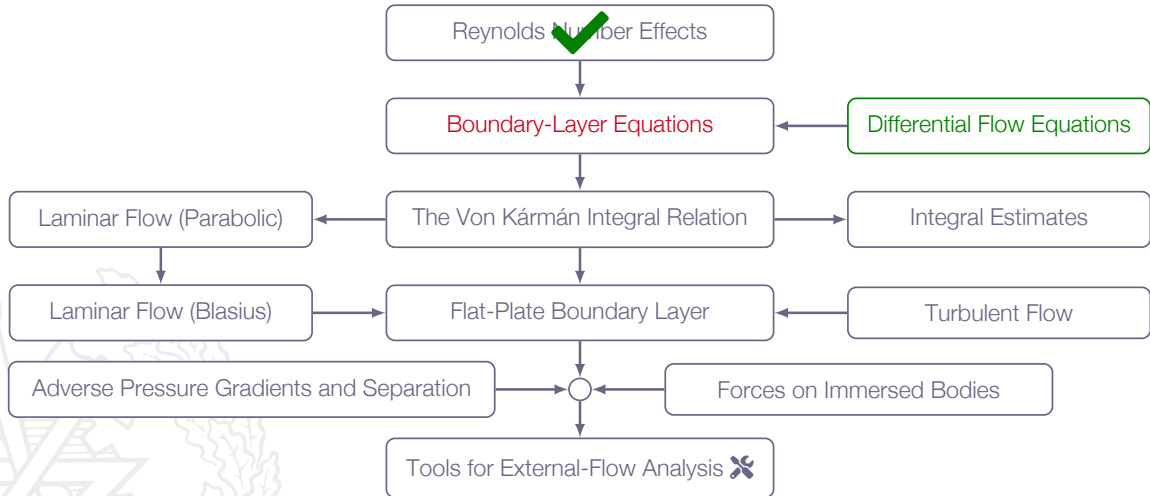 Reynolds Number Effects
Boundary-Layer Equations
Differential Flow Equations
Laminar Flow (Parabolic)
The Von Kármán Integral Relation
Integral Estimates
Laminar Flow (Blasius)
Flat-Plate Boundary Layer
Turbulent Flow
Adverse Pressure Gradients and Separation
Forces on Immersed Bodies
Tools for External-Flow Analysis